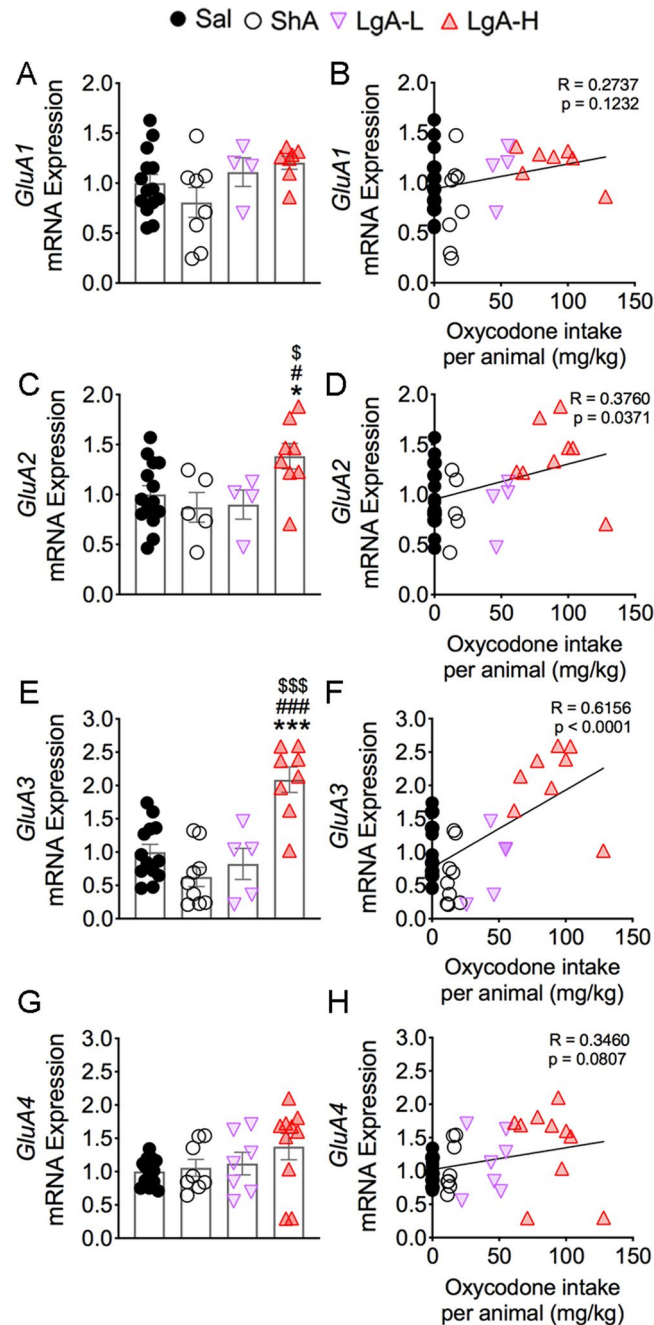 Sal ShA LgA-L LgA-H
A
GluA1
mRNA Expression
2.0
1.5
1.0
0.5
0.0
B
GluA1
mRNA Expression
2.0
1.5
1.0
0.5
0.0
R = 0.2737
p = 0.1232
0 50 100 150
Oxycodone intake
per animal (mg/kg)
C
GluA2
mRNA Expression
2.0
1.5
1.0
0.5
0.0
$
#
*
D
GluA2
mRNA Expression
2.0
1.5
1.0
0.5
0.0
R = 0.3760
p = 0.0371
0 50 100 150
Oxycodone intake
per animal (mg/kg)
E
GluA3
mRNA Expression
3.0
2.5
2.0
1.5
1.0
0.5
0.0
$$$
###
***
F
GluA3
mRNA Expression
3.0
2.5
2.0
1.5
1.0
0.5
0.0
R = 0.6156
p < 0.0001
0 50 100 150
Oxycodone intake
per animal (mg/kg)
G
GluA4
mRNA Expression
3.0
2.5
2.0
1.5
1.0
0.5
0.0
H
GluA4
mRNA Expression
3.0
2.5
2.0
1.5
1.0
0.5
0.0
R = 0.3460
p = 0.0807
0 50 100 150
Oxycodone intake
per animal (mg/kg)